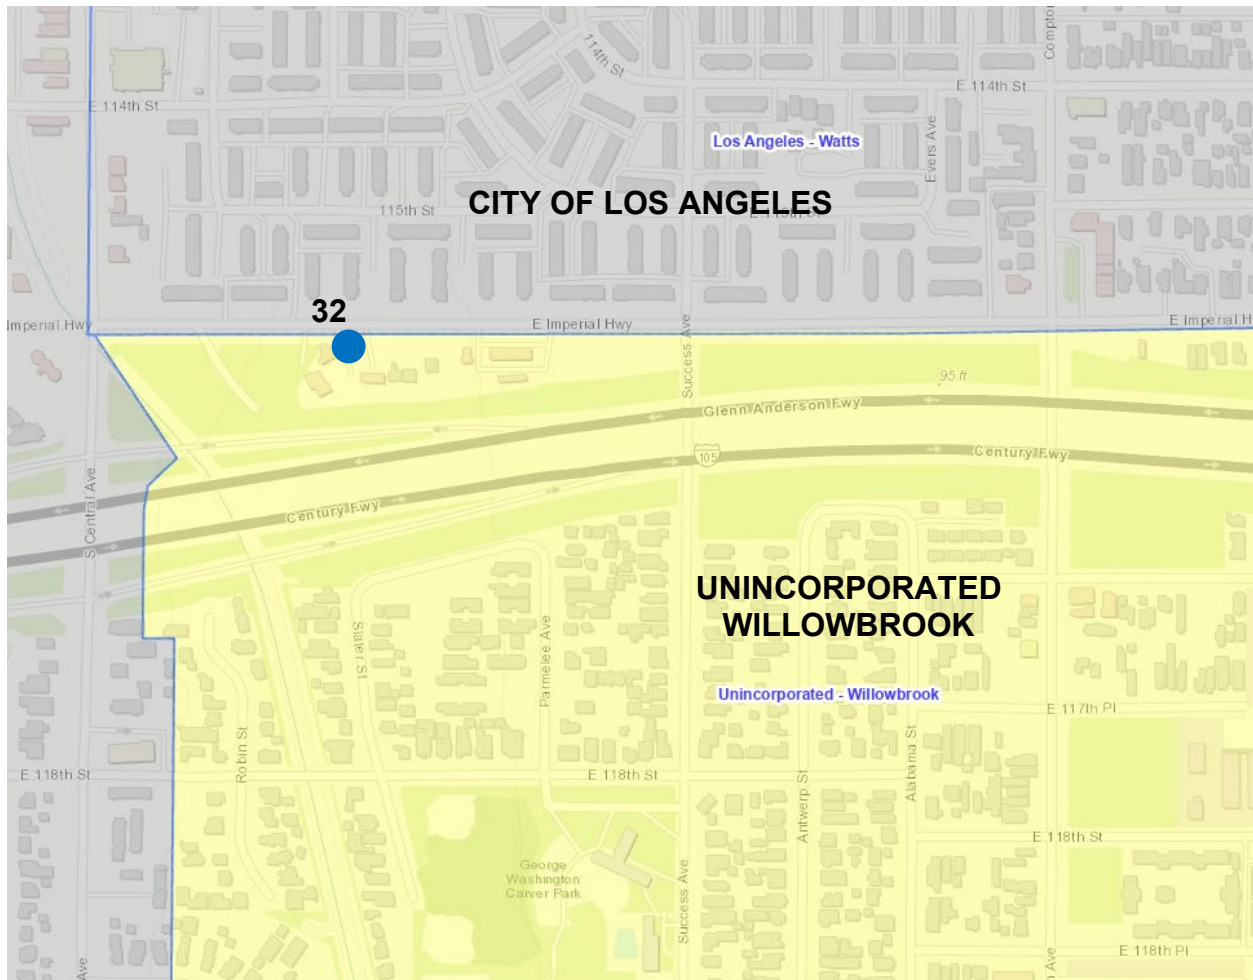 Compton
114th St
E 114th St
E 114th St
Los Angeles - Watts
Evers Ave
CITY OF LOS ANGELES
115th St
E 115th St
32
Imperial Hwy
E Imperial Hwy
E Imperial H
Success Ave
95 ft
Glenn Anderson Fwy
105
Century Fwy
Century Fwy
S Central Ave
UNINCORPORATED
WILLOWBROOK
Slater St
Parmelee Ave
Unincorporated - Willowbrook
E 117th Pl
Robin St
E 118th St
E 118th St
Alabama St
Antwerp St
E 118th St
George
Washington
Carver Park
Success Ave
E 118th Pl
Ave
n Ave